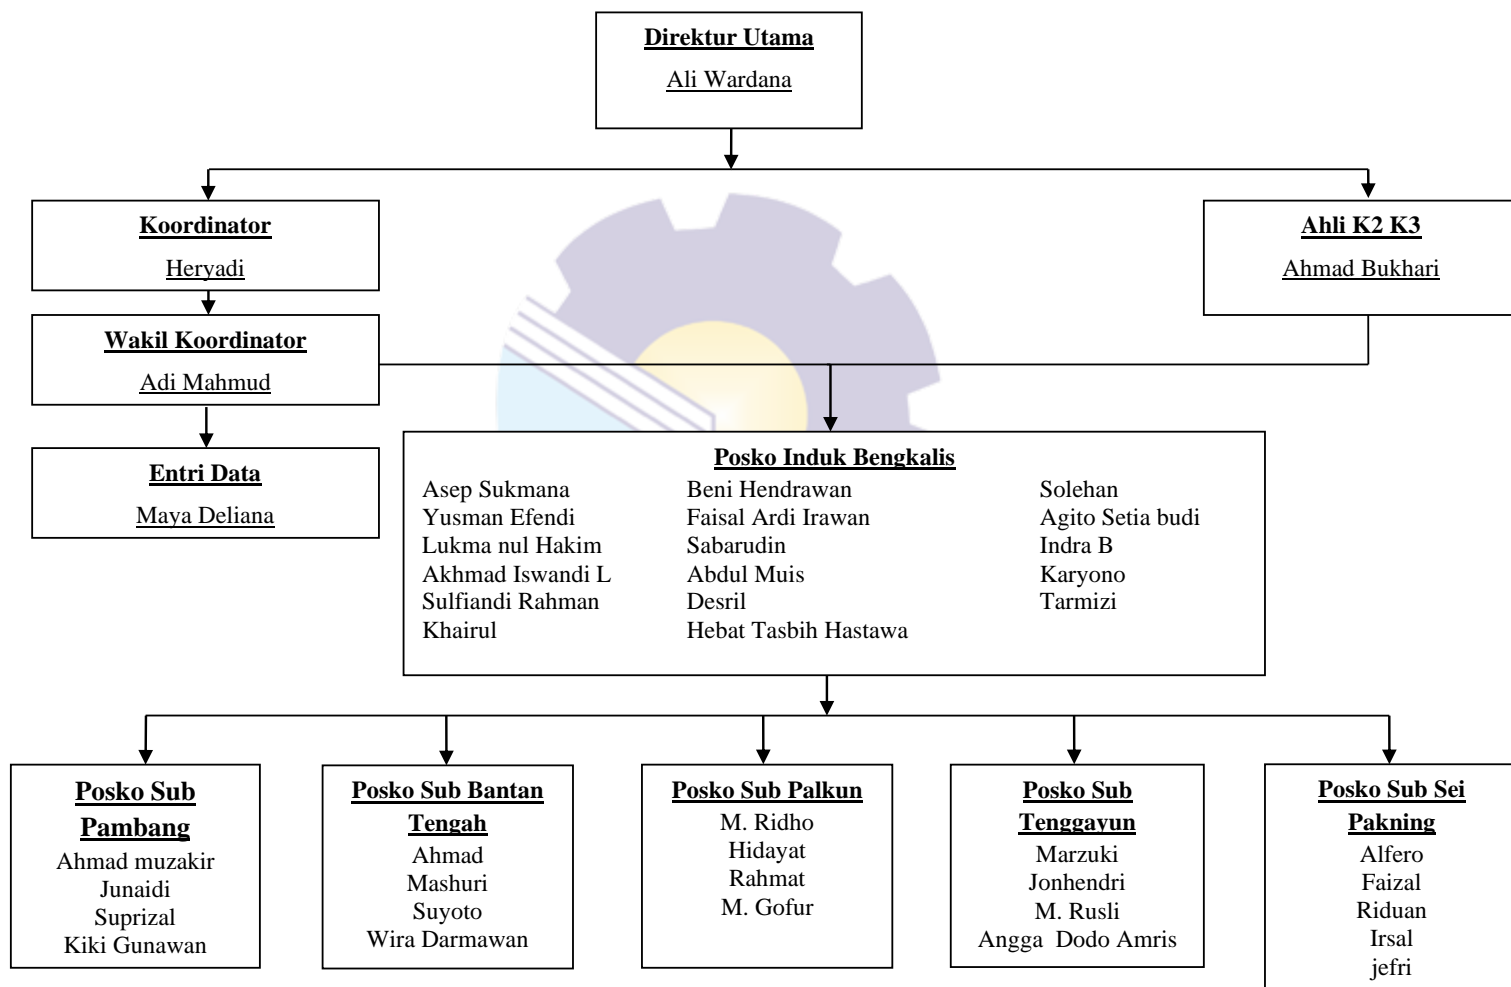 Direktur Utama
Ali Wardana
Koordinator
Heryadi
Ahli K2 K3
Ahmad Bukhari
Wakil Koordinator
Adi Mahmud
Entri Data
Maya Deliana
Posko Induk Bengkalis
Asep Sukmana
Yusman Efendi
Lukma nul Hakim
Akhmad Iswandi L
Sulfiandi Rahman
Khairul
Beni Hendrawan
Faisal Ardi Irawan
Sabarudin
Abdul Muis
Desril
Hebat Tasbih Hastawa
Solehan
Agito Setia budi
Indra B
Karyono
Tarmizi
Posko Sub
Pambang
Ahmad muzakir
Junaidi
Suprizal
Kiki Gunawan
Posko Sub Bantan
Tengah
Ahmad
Mashuri
Suyoto
Wira Darmawan
Posko Sub Palkun
M. Ridho
Hidayat
Rahmat
M. Gofur
Posko Sub
Tenggayun
Marzuki
Jonhendri
M. Rusli
Angga  Dodo Amris
Posko Sub Sei
Pakning
Alfero
Faizal
Riduan
Irsal
jefri